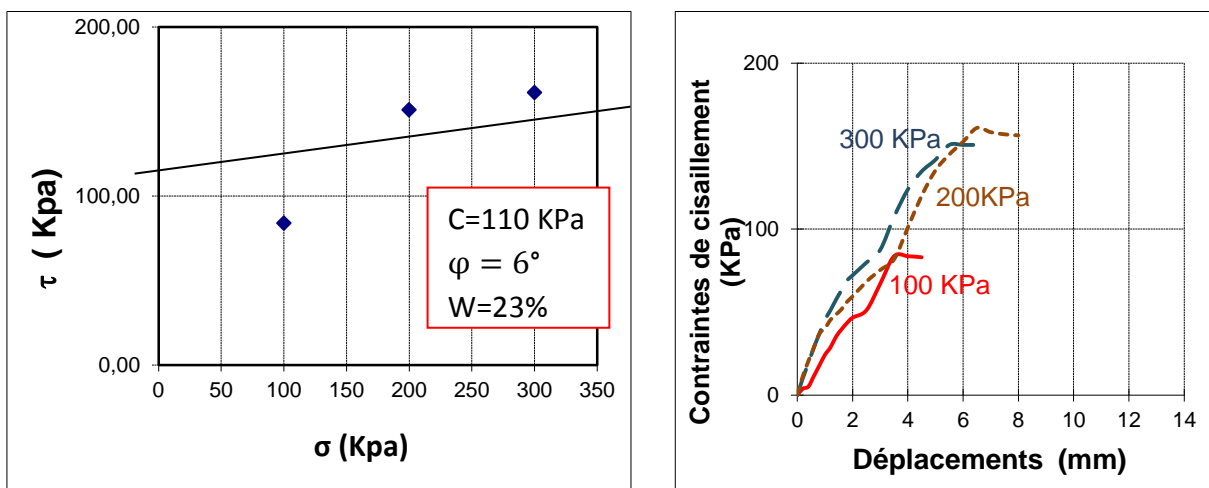 200,00
100,00
0,00
τ ( Kpa)
0 50 100 150 200 250 300 350
σ (Kpa)
C=110 KPa
φ = 6°
W=23%
200
100
0
Contraintes de cisaillement
(KPa)
300 KPa
200KPa
100 KPa
0 2 4 6 8 10 12 14
Déplacements (mm)